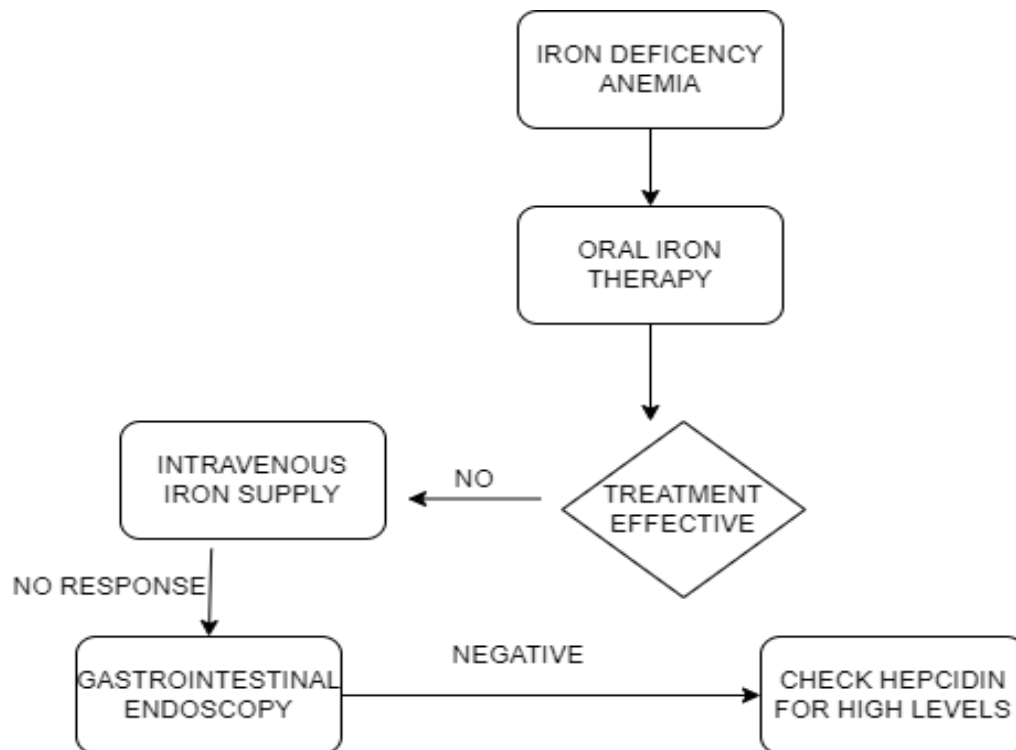 IRON DEFICENCY
ANEMIA
ORAL IRON
THERAPY
TREATMENT
EFFECTIVE
NO
INTRAVENOUS
IRON SUPPLY
NO RESPONSE
GASTROINTESTINAL
ENDOSCOPY
NEGATIVE
CHECK HEPCIDIN
FOR HIGH LEVELS